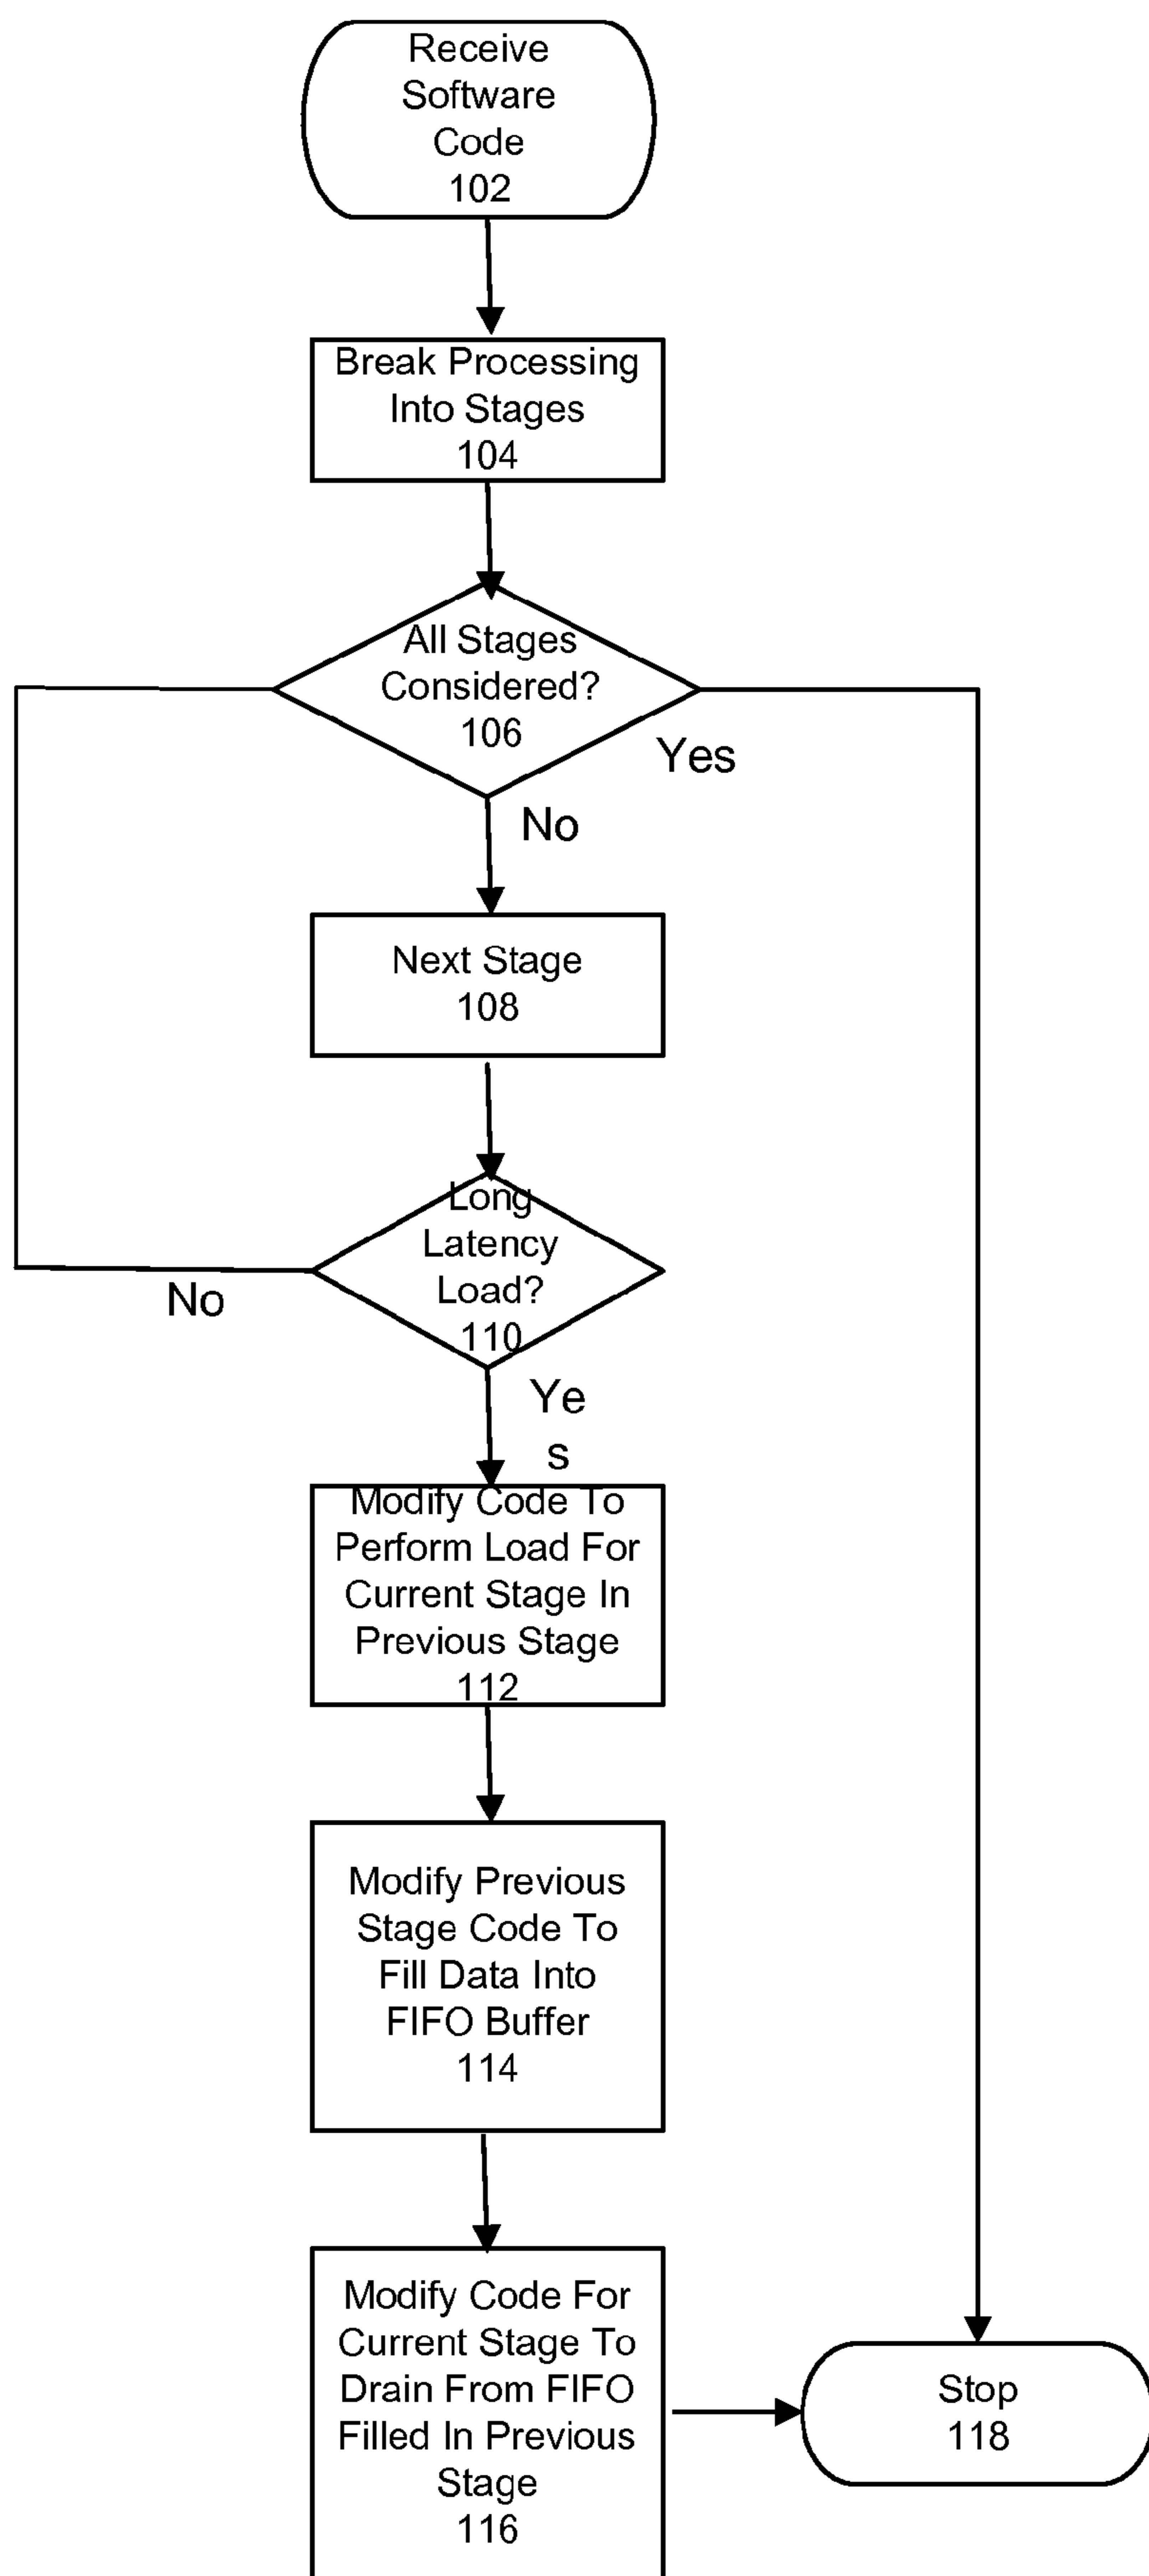 Receive
Software
Code
102
Break Processing
Into Stages
104
All Stages
Considered?
106
Yes
No
Next Stage
108
Long
Latency
Load?
110
No
Ye
s
Modify Code To
Perform Load For
Current Stage In
Previous Stage
112
Modify Previous
Stage Code To
Fill Data Into
FIFO Buffer
114
Modify Code For
Current Stage To
Drain From FIFO
Filled In Previous
Stage
116
Stop
118